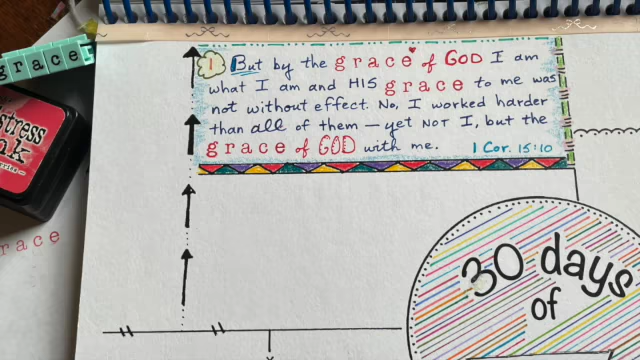 grace
1 But by the grace of GOD I am
what I am and HIS grace to me was
not without effect. No, I worked harder
than all of them — yet NOT I, but the
grace of GOD with me. 1 Cor. 15:10
stress
ink
race
30 days
of